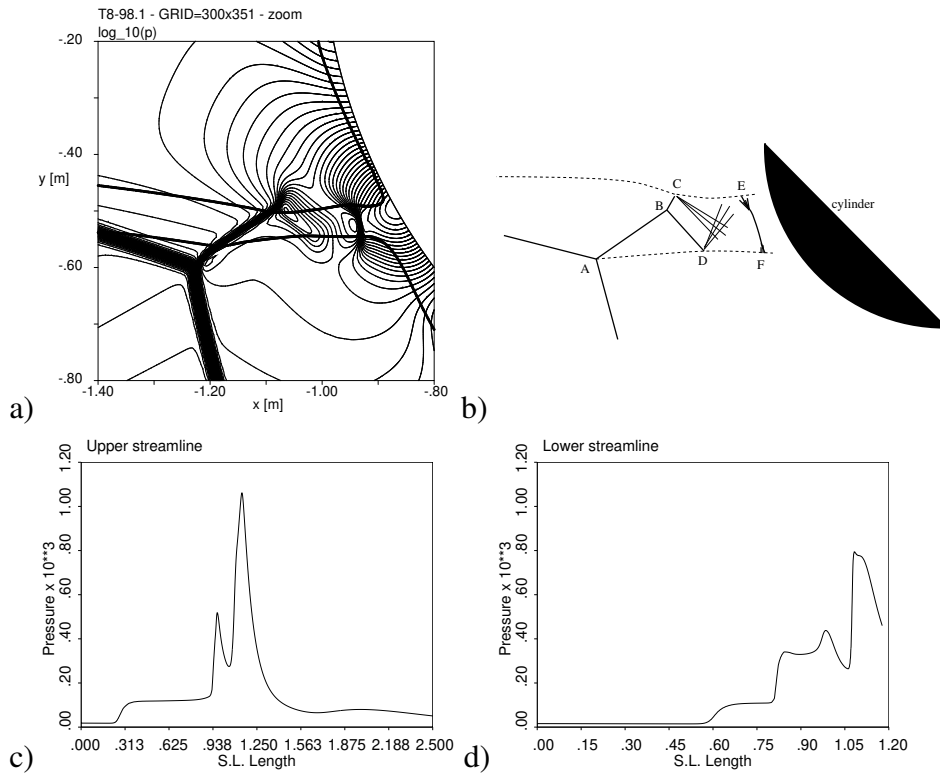 T8-98.1 - GRID=300x351 - zoom
log_10(p)
-.20
-.40
y [m]
-.60
-.80
-1.40
-1.20
-1.00
-.80
x [m]
a)
A
B
C
D
E
F
cylinder
b)
Upper streamline
1.20
1.00
.80
.60
.40
.20
.00
Pressure x 10**3
.000
.313
.625
.938
1.250
1.563
1.875
2.188
2.500
S.L. Length
c)
Lower streamline
1.20
1.00
.80
.60
.40
.20
.00
Pressure x 10**3
.00
.15
.30
.45
.60
.75
.90
1.05
1.20
S.L. Length
d)